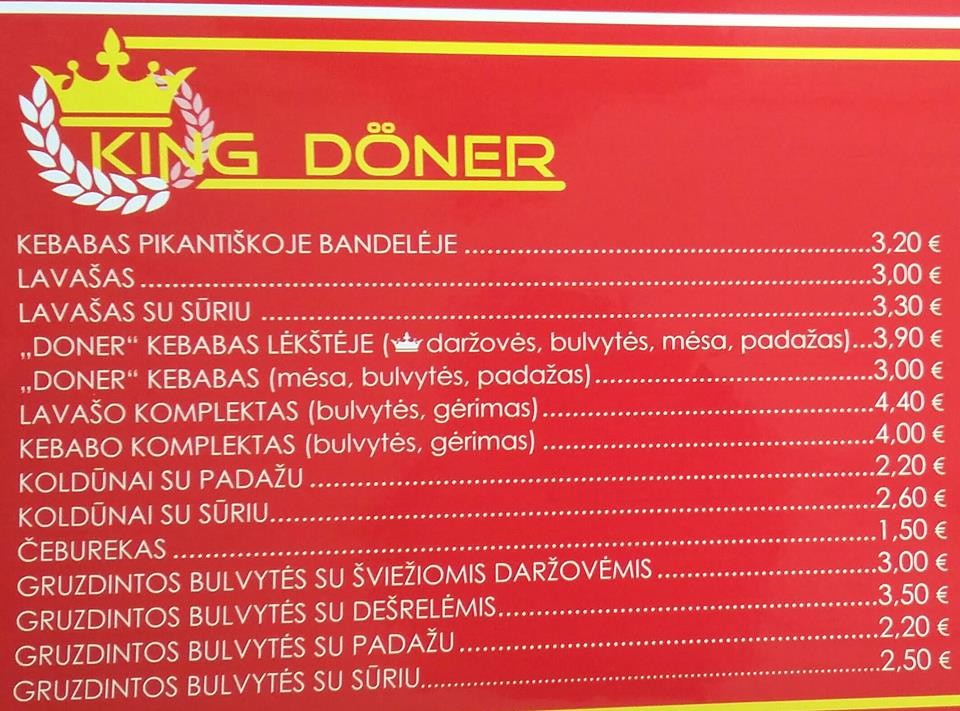 KING DÖNER
KEBABAS PIKANTIŠKOJE BANDELĖJE ........ 3,20 €
LAVAŠAS ........ 3,00 €
LAVAŠAS SU SŪRIU ........ 3,30 €
„DONER“ KEBABAS LĖKŠTĖJE (daržovės, bulvytės, mėsa, padažas)...3,90 €
„DONER“ KEBABAS (mėsa, bulvytės, padažas)........ 3,00 €
LAVAŠO KOMPLEKTAS (bulvytės, gėrimas)........ 4,40 €
KEBABO KOMPLEKTAS (bulvytės, gėrimas) ........ 4,00 €
KOLDŪNAI SU PADAŽU ........ 2,20 €
KOLDŪNAI SU SŪRIU........ 2,60 €
ČEBUREKAS ........ 1,50 €
GRUZDINTOS BULVYTĖS SU ŠVIEŽIOMIS DARŽOVĖMIS ........ 3,00 €
GRUZDINTOS BULVYTĖS SU DEŠRELĖMIS........ 3,50 €
GRUZDINTOS BULVYTĖS SU PADAŽU ........ 2,20 €
GRUZDINTOS BULVYTĖS SU SŪRIU........ 2,50 €